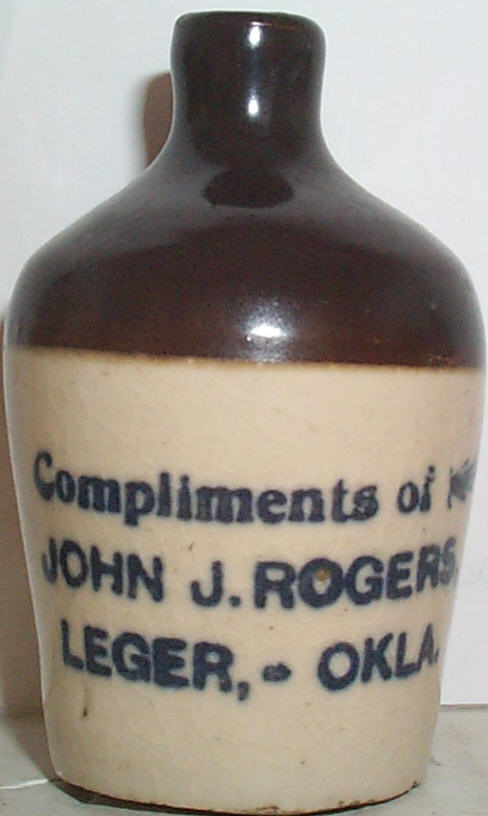 Compliments of
JOHN J. ROGERS,
LEGER, - OKLA.